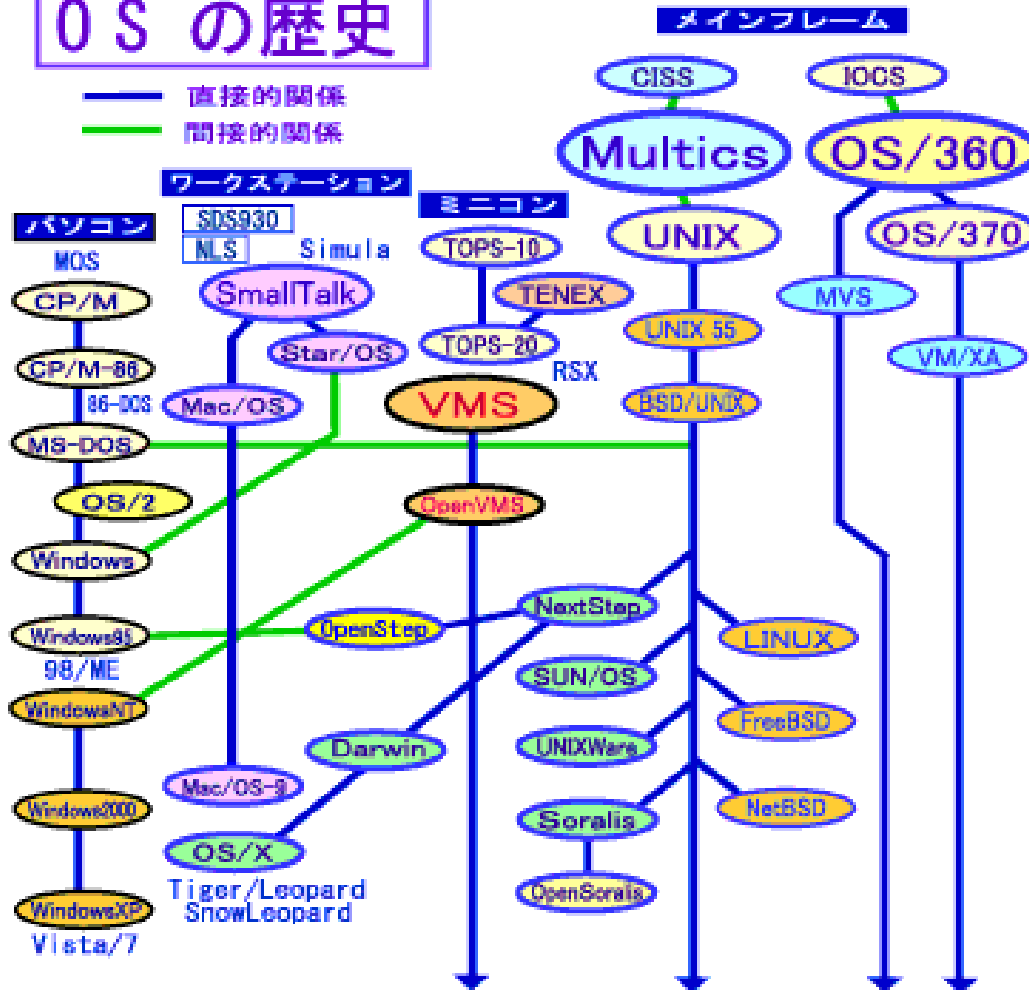 OS の歴史
直接的関係
間接的関係
メインフレーム
CISS
IOCS
Multics
OS/360
ワークステーション
ミニコン
パソコン
SDS930
NLS
Simula
TOPS-10
UNIX
OS/370
MOS
CP/M
SmallTalk
TENEX
MVS
UNIX 55
Star/OS
TOPS-20
VM/XA
CP/M-86
RSX
86-DOS
Mac/OS
VMS
BSD/UNIX
MS-DOS
OS/2
OpenVMS
Windows
NextStep
Windows95
OpenStep
LINUX
98/ME
SUN/OS
WindowsNT
FreeBSD
Darwin
UNIXWare
Mac/OS-9
Windows2000
Soralis
NetBSD
OS/X
Tiger/Leopard
SnowLeopard
OpenSoralis
WindowsXP
Vista/7